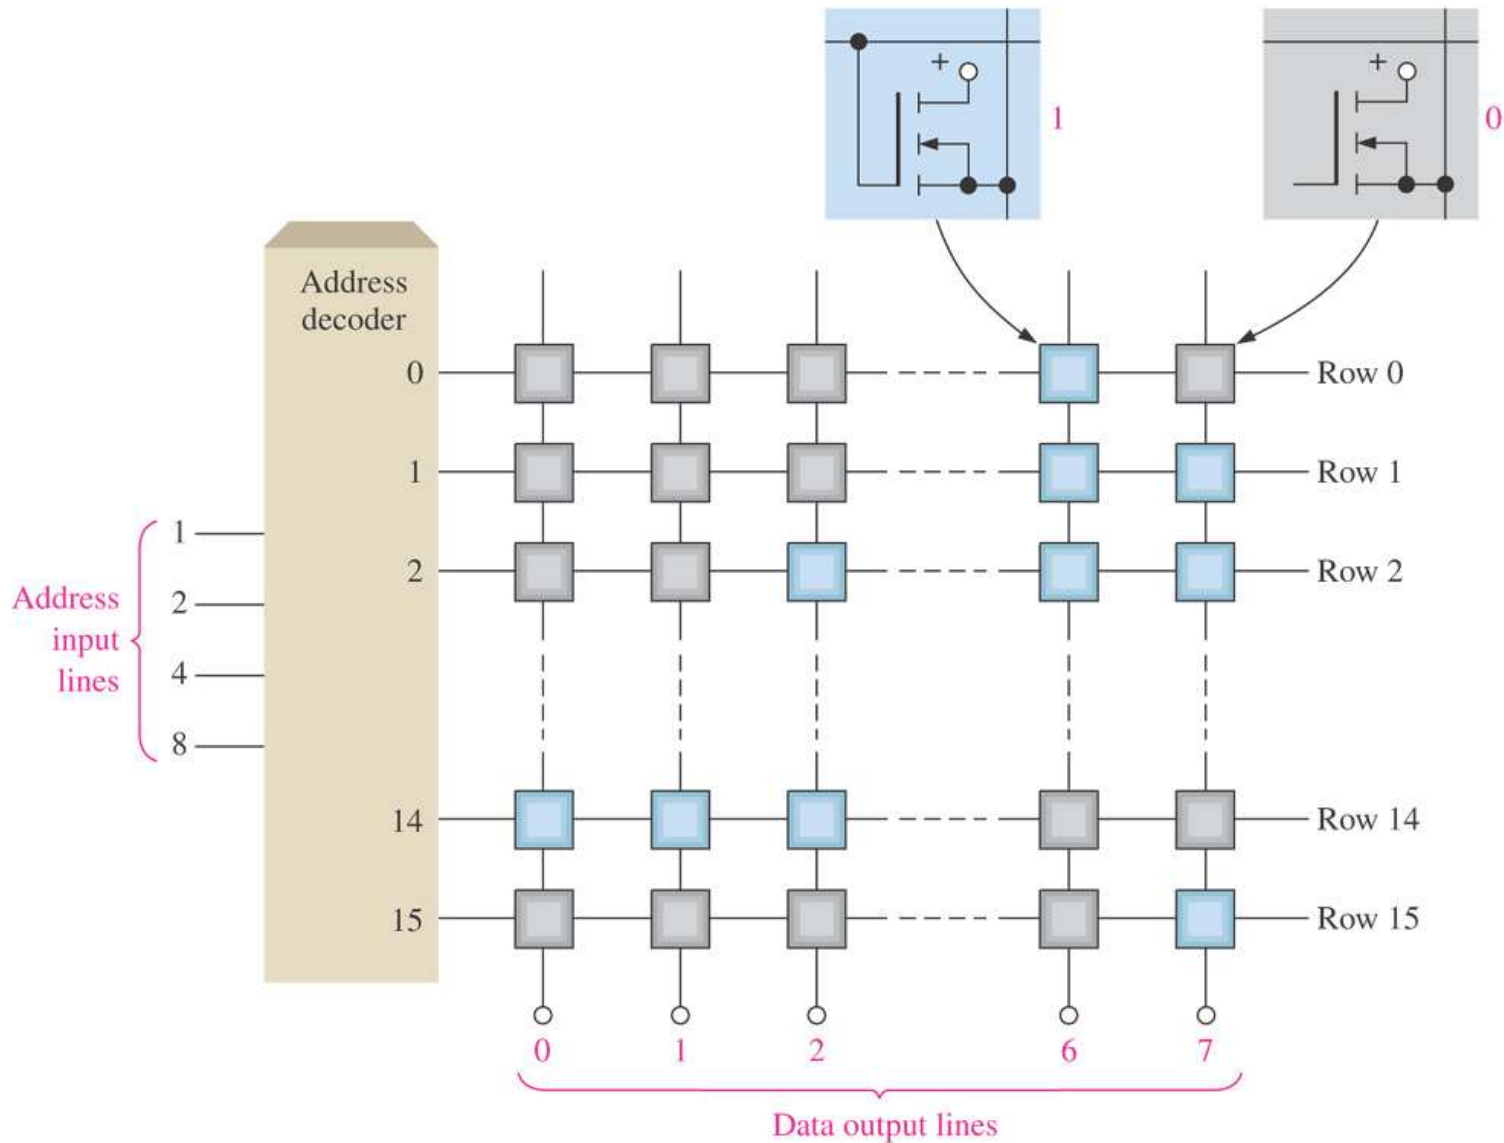 +
1
+
0
Address
decoder
0
Row 0
1
Row 1
2
Row 2
14
Row 14
15
Row 15
Address
input
lines
1
2
4
8
0 1 2 6 7
Data output lines